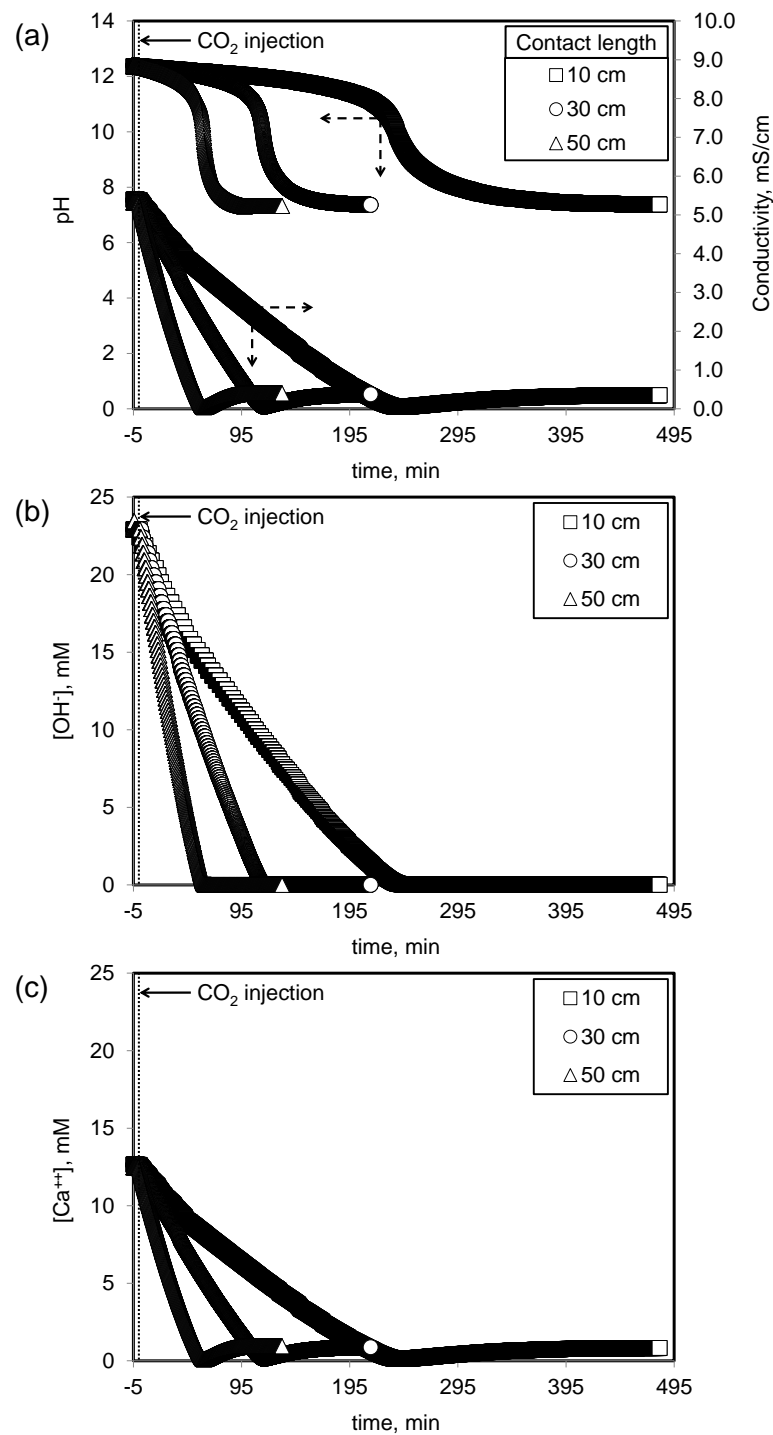 (a)
14
12
10
8
6
4
2
0
pH
CO₂ injection
Contact length
10 cm
30 cm
50 cm
10.0
9.0
8.0
7.0
6.0
5.0
4.0
3.0
2.0
1.0
0.0
Conductivity, mS/cm
-5 95 195 295 395 495
time, min
(b)
25
20
15
10
5
0
[OH⁻], mM
CO₂ injection
10 cm
30 cm
50 cm
-5 95 195 295 395 495
time, min
(c)
25
20
15
10
5
0
[Ca⁺⁺], mM
CO₂ injection
10 cm
30 cm
50 cm
-5 95 195 295 395 495
time, min